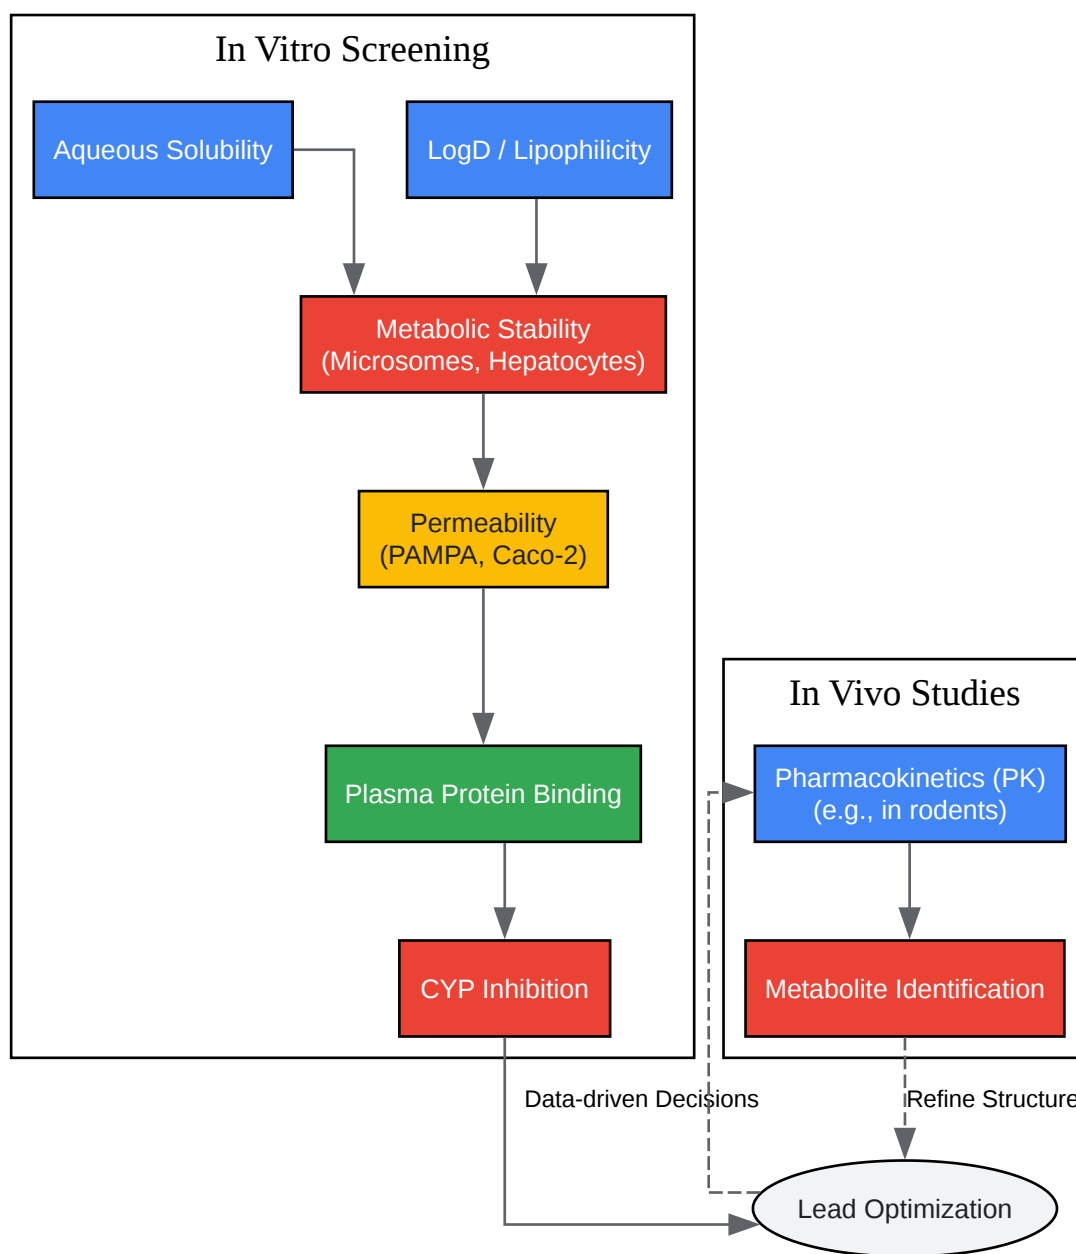 In Vitro Screening
Aqueous Solubility
LogD / Lipophilicity
Metabolic Stability
(Microsomes, Hepatocytes)
Permeability
(PAMPA, Caco-2)
Plasma Protein Binding
CYP Inhibition
In Vivo Studies
Pharmacokinetics (PK)
(e.g., in rodents)
Metabolite Identification
Data-driven Decisions
Refine Structure
Lead Optimization